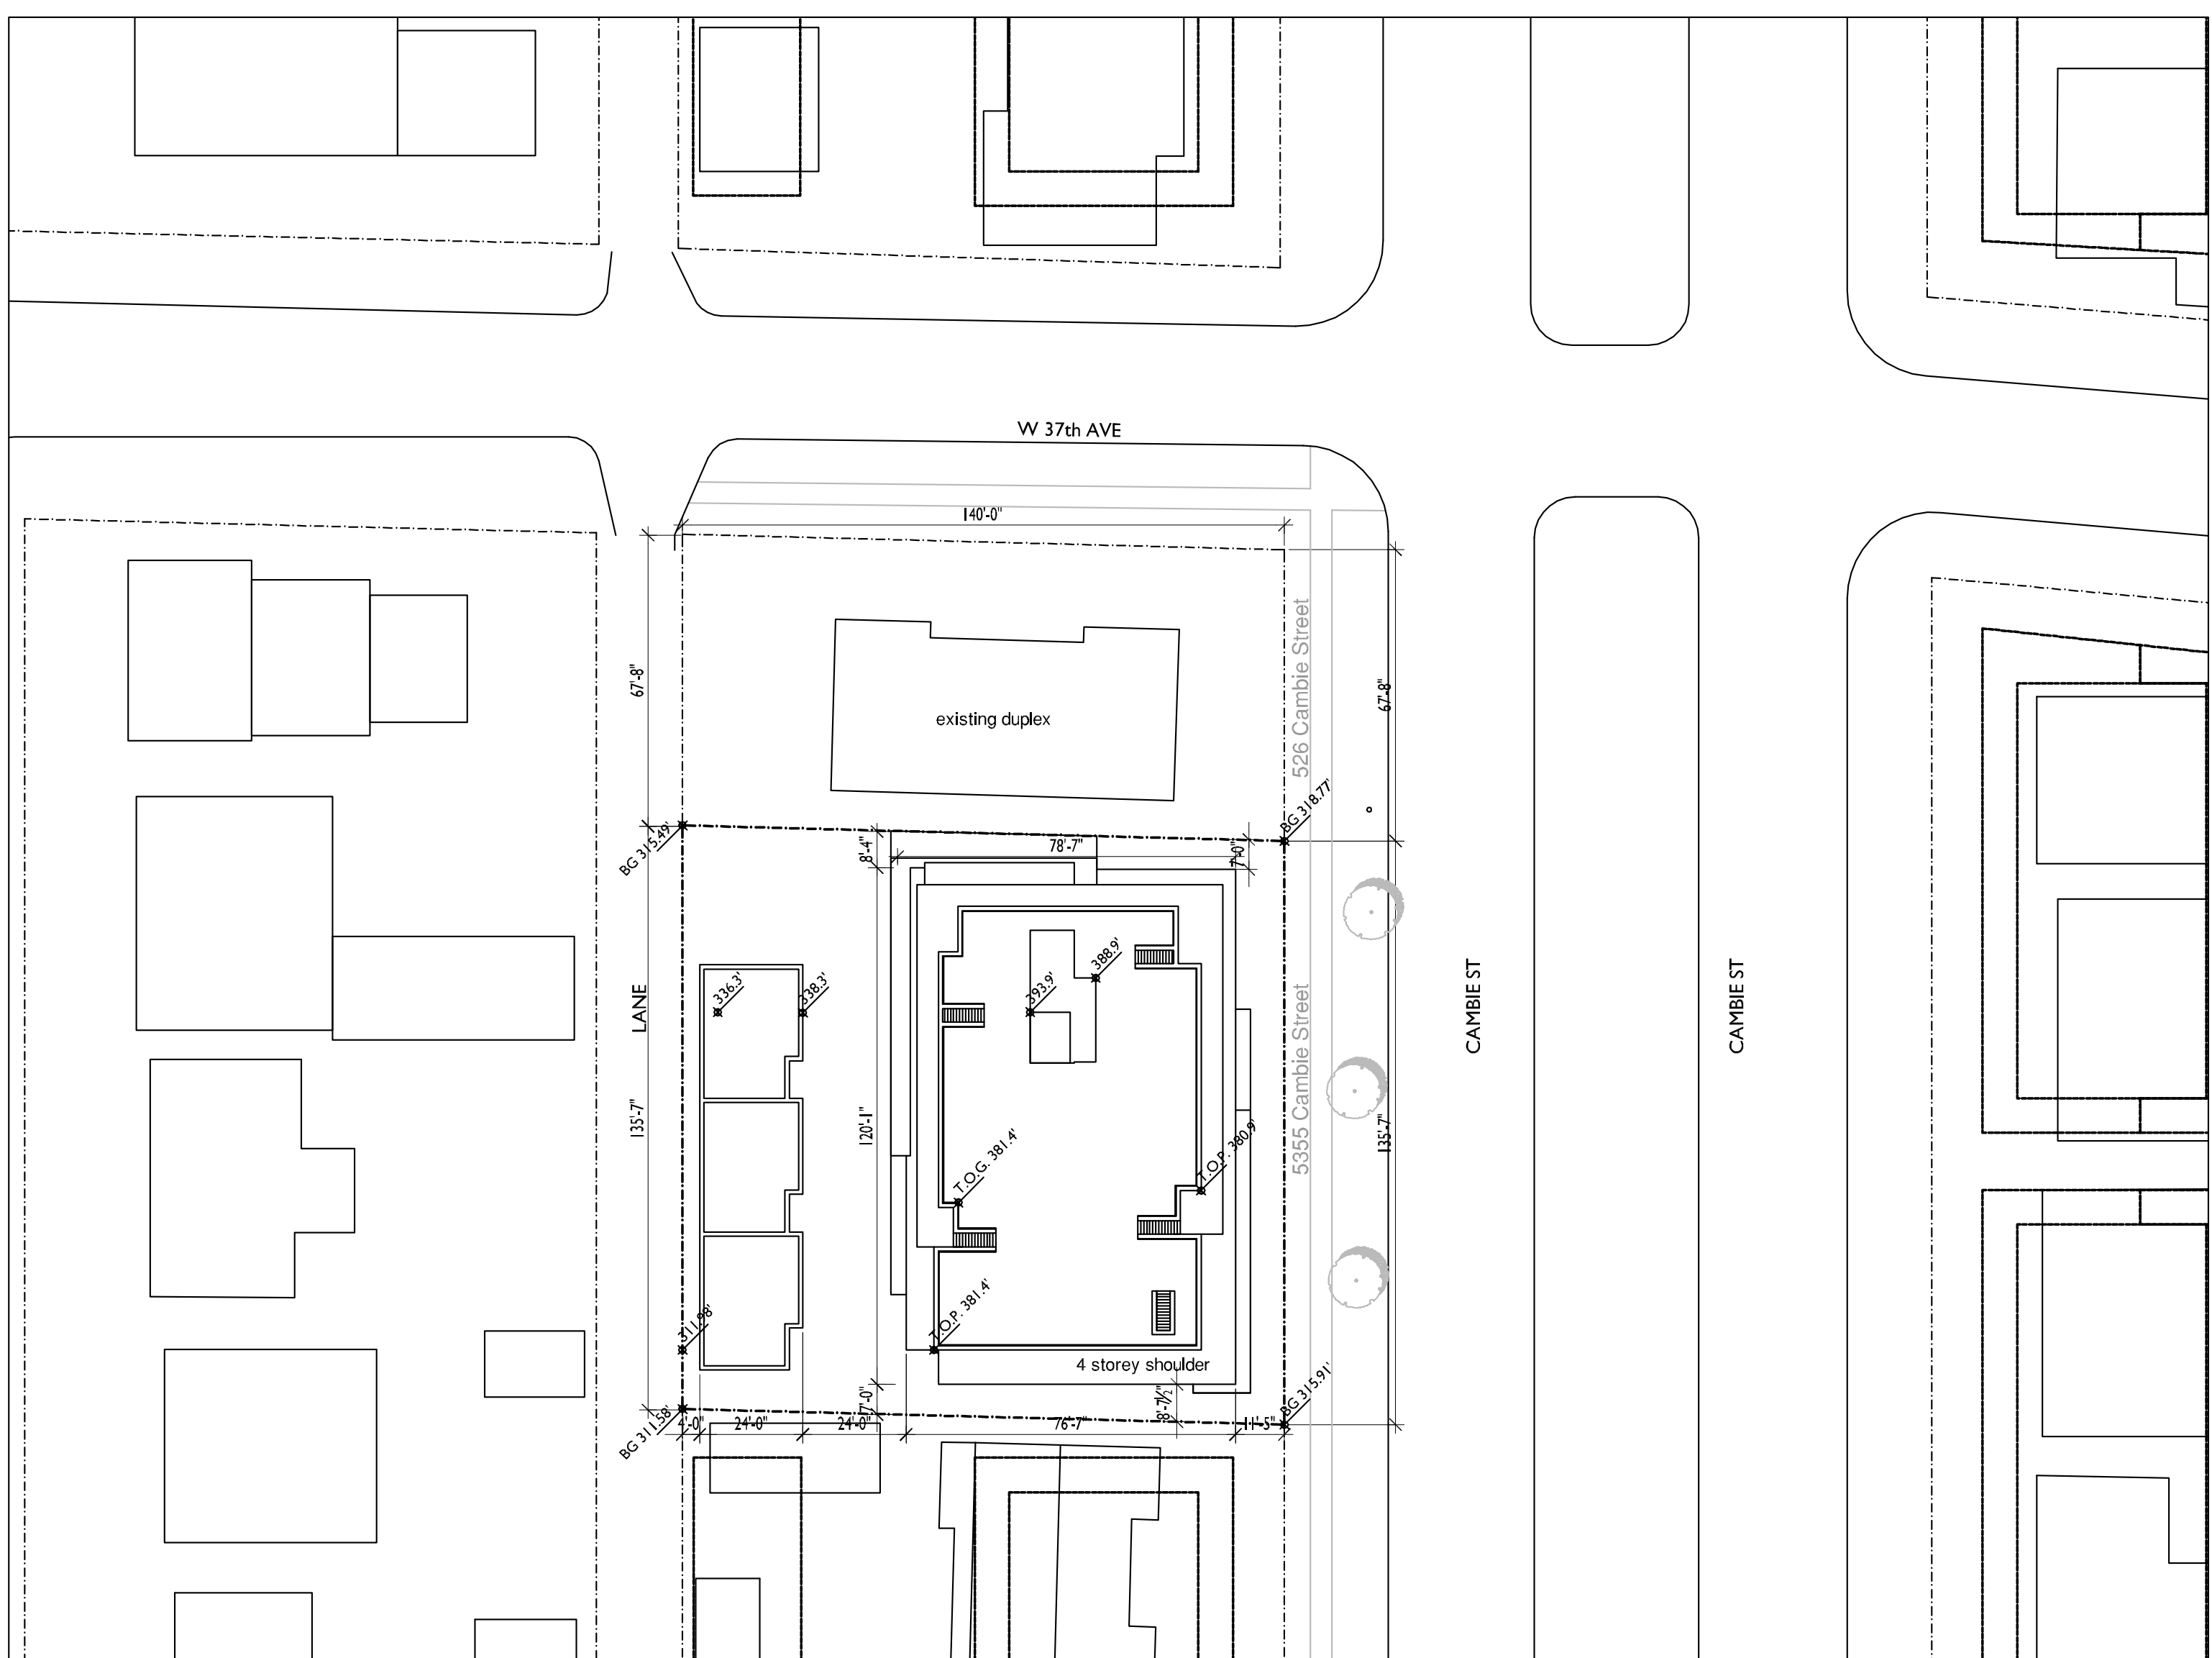 W 37th AVE
140'-0"
67'-8"
526 Cambie Street
67'-8"
existing duplex
BG 318.77'
BG 315.49'
8'-4"
78'-7"
7'-0"
336.3'
338.3'
393.9'
388.9'
LANE
5355 Cambie Street
CAMBIE ST
CAMBIE ST
135'-7"
120'-1"
135'-7"
T.O.G. 381.4'
T.O.P. 380.9'
311.98'
T.O.P. 381.4'
4 storey shoulder
BG 311.58'
4'-0"
24'-0"
24'-0"
7'-0"
76'-7"
8'-7½"
11'-5"
BG 315.91'